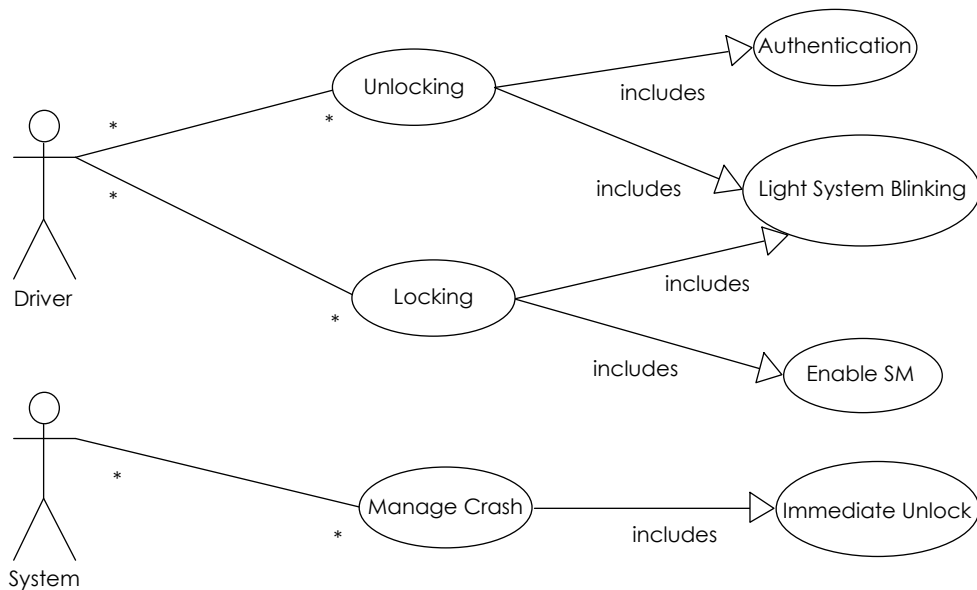 Authentication
Unlocking
includes
*
*
*
includes
Light System Blinking
Driver
Locking
includes
*
includes
Enable SM
*
Manage Crash
Immediate Unlock
*
includes
System